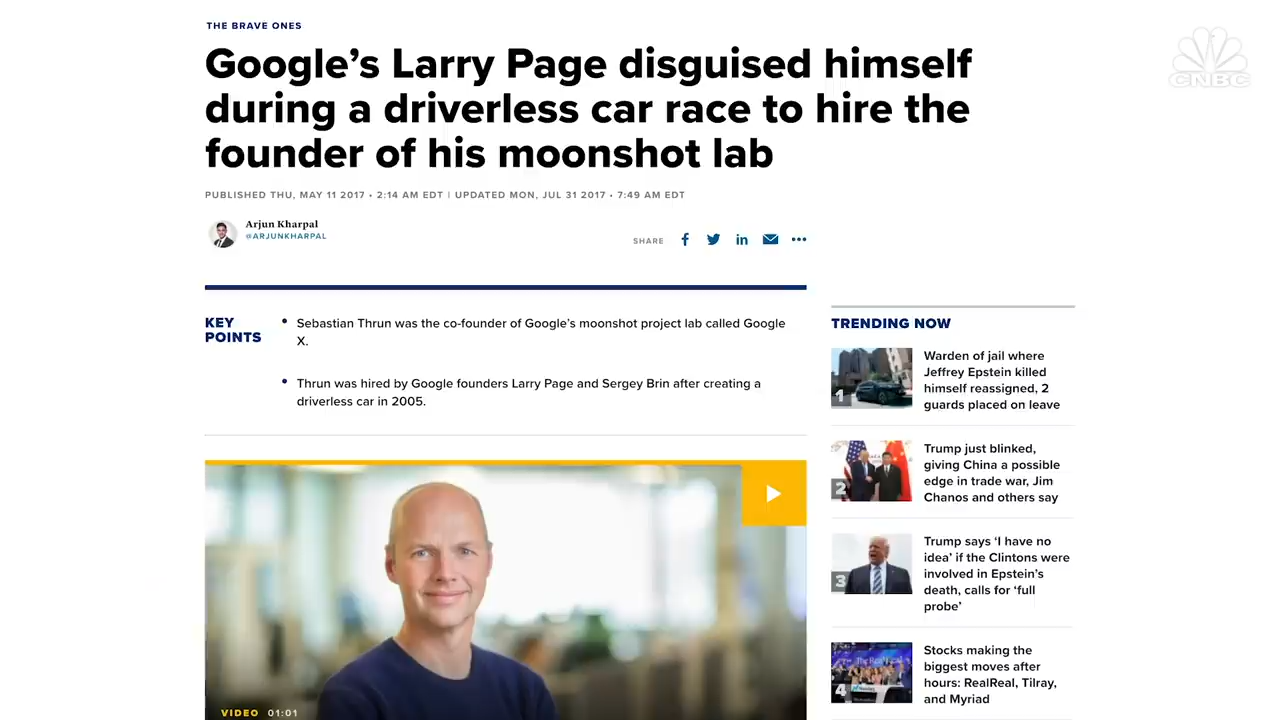 THE BRAVE ONES
Google’s Larry Page disguised himself
during a driverless car race to hire the
founder of his moonshot lab
PUBLISHED THU, MAY 11 2017 • 2:14 AM EDT | UPDATED MON, JUL 31 2017 • 7:49 AM EDT
Arjun Kharpal
@ARJUNKHARPAL
SHARE
KEY
POINTS
• Sebastian Thrun was the co-founder of Google’s moonshot project lab called Google
X.
• Thrun was hired by Google founders Larry Page and Sergey Brin after creating a
driverless car in 2005.
VIDEO 01:01
TRENDING NOW
1
Warden of jail where
Jeffrey Epstein killed
himself reassigned, 2
guards placed on leave
2
Trump just blinked,
giving China a possible
edge in trade war, Jim
Chanos and others say
3
Trump says ‘I have no
idea’ if the Clintons were
involved in Epstein’s
death, calls for ‘full
probe’
4
The RealReal
Stocks making the
biggest moves after
hours: RealReal, Tilray,
and Myriad
CNBC